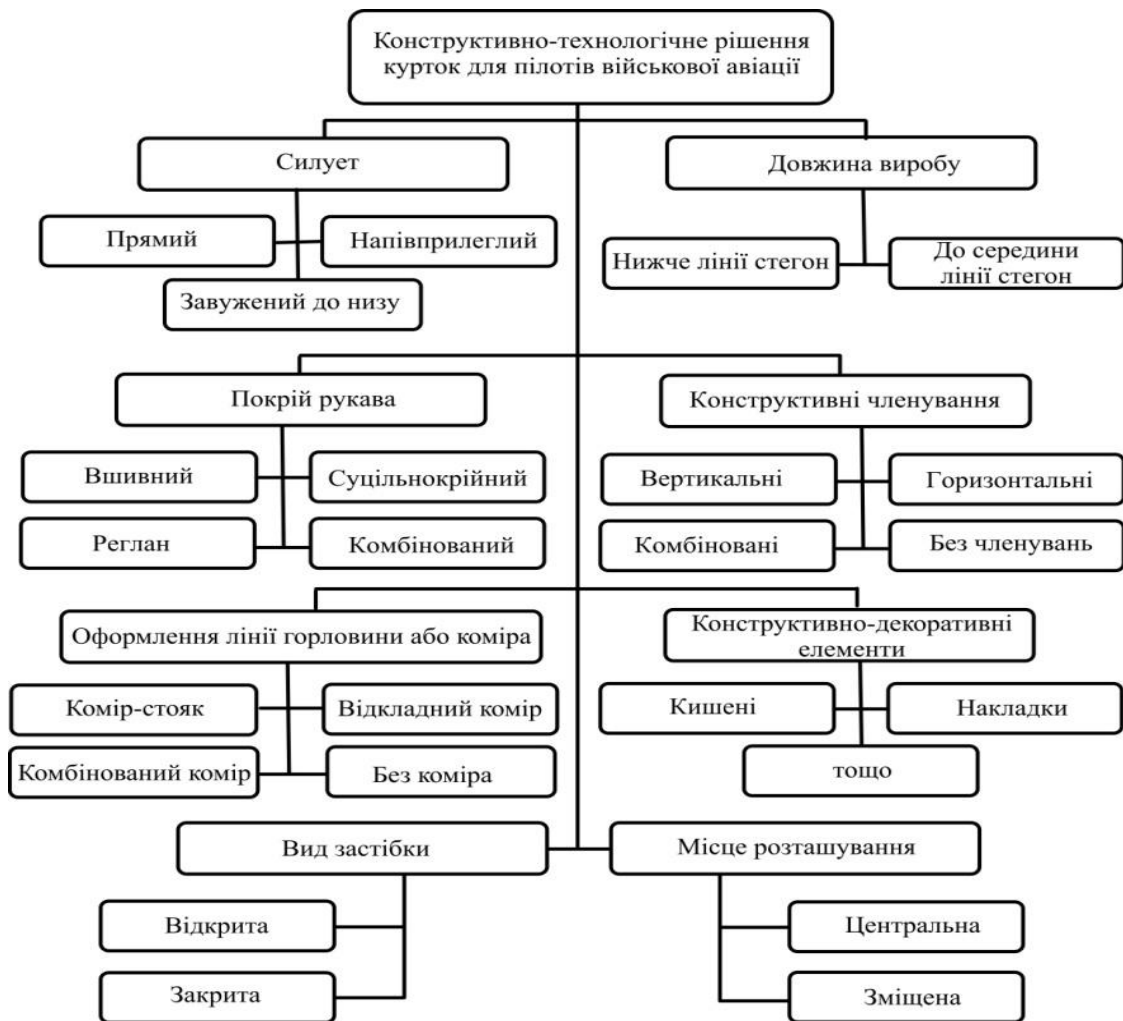 Конструктивно-технологічне рішення
курток для пілотів військової авіації
Силует
Довжина виробу
Прямий
Напівприлеглий
Завужений до низу
Нижче лінії стегон
До середини
лінії стегон
Покрій рукава
Конструктивні членування
Вшивний
Суцільнокрійний
Реглан
Комбінований
Вертикальні
Горизонтальні
Комбіновані
Без членувань
Оформлення лінії горловини або коміра
Конструктивно-декоративні
елементи
Комір-стояк
Відкладний комір
Комбінований комір
Без коміра
Кишені
Накладки
тощо
Вид застібки
Місце розташування
Відкрита
Закрита
Центральна
Зміщена